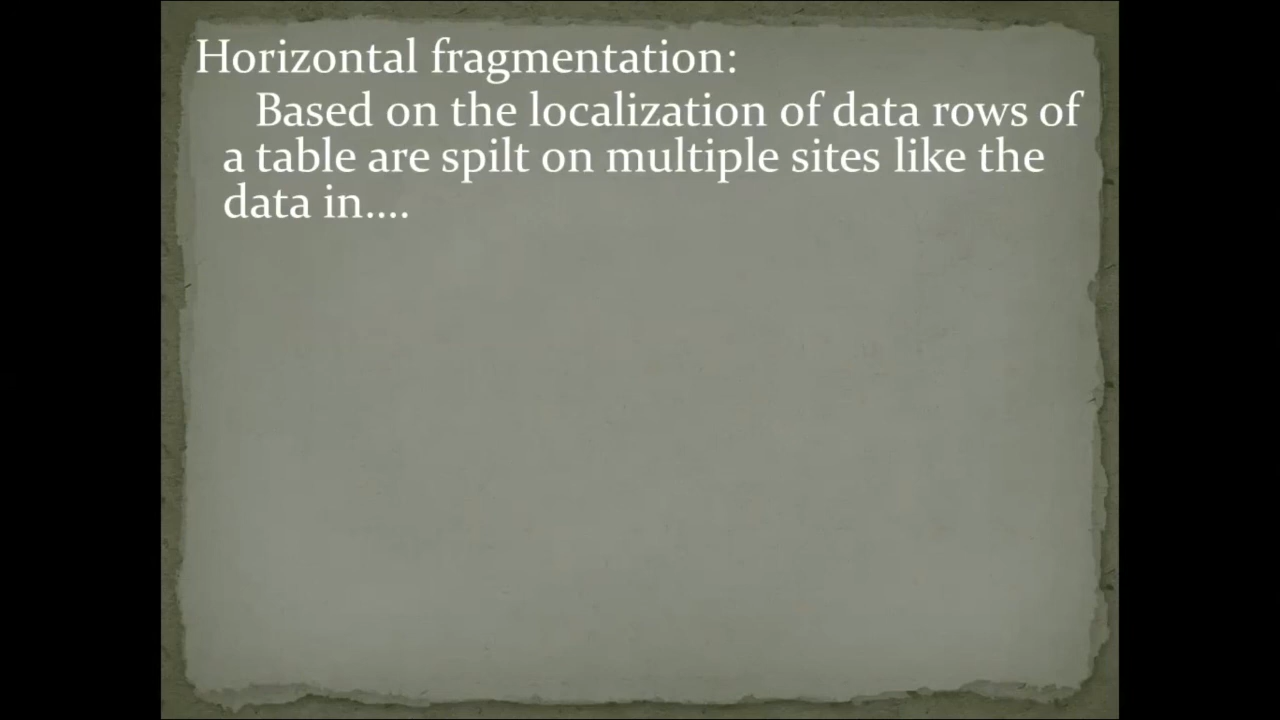 Horizontal fragmentation:
Based on the localization of data rows of
a table are spilt on multiple sites like the
data in....